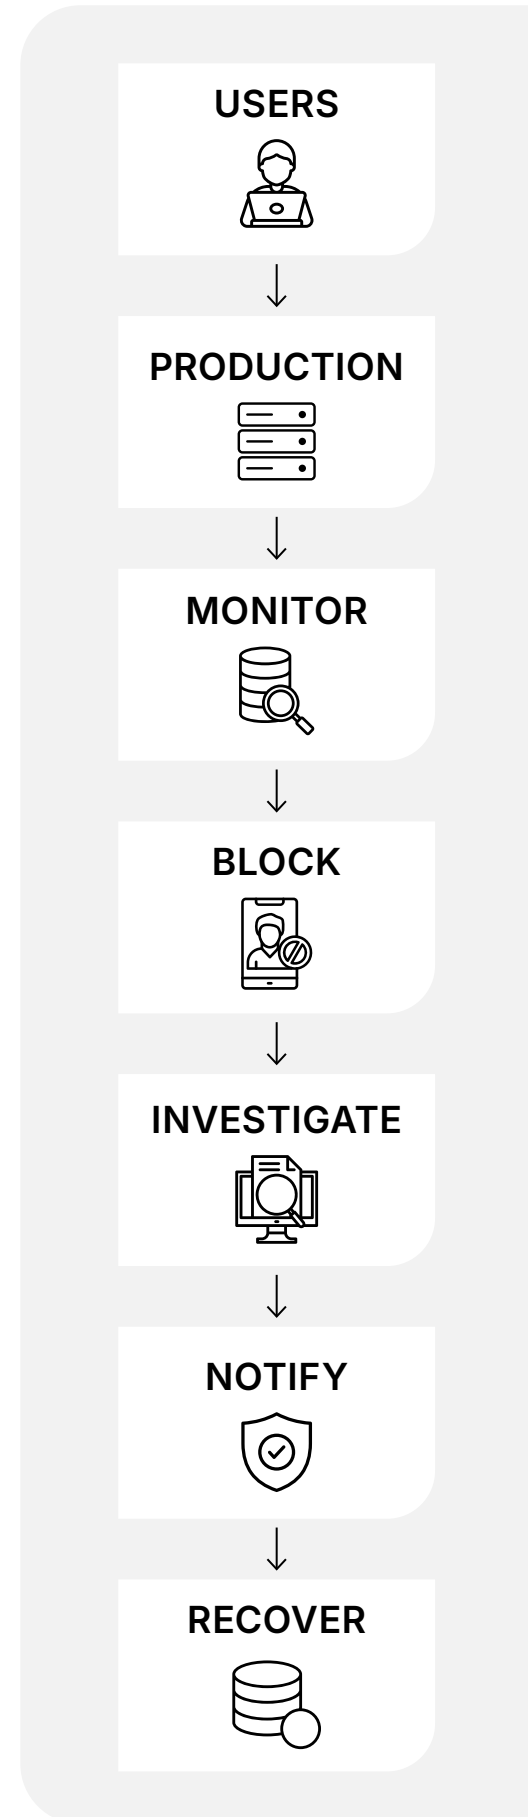 USERS
PRODUCTION
MONITOR
BLOCK
INVESTIGATE
NOTIFY
RECOVER